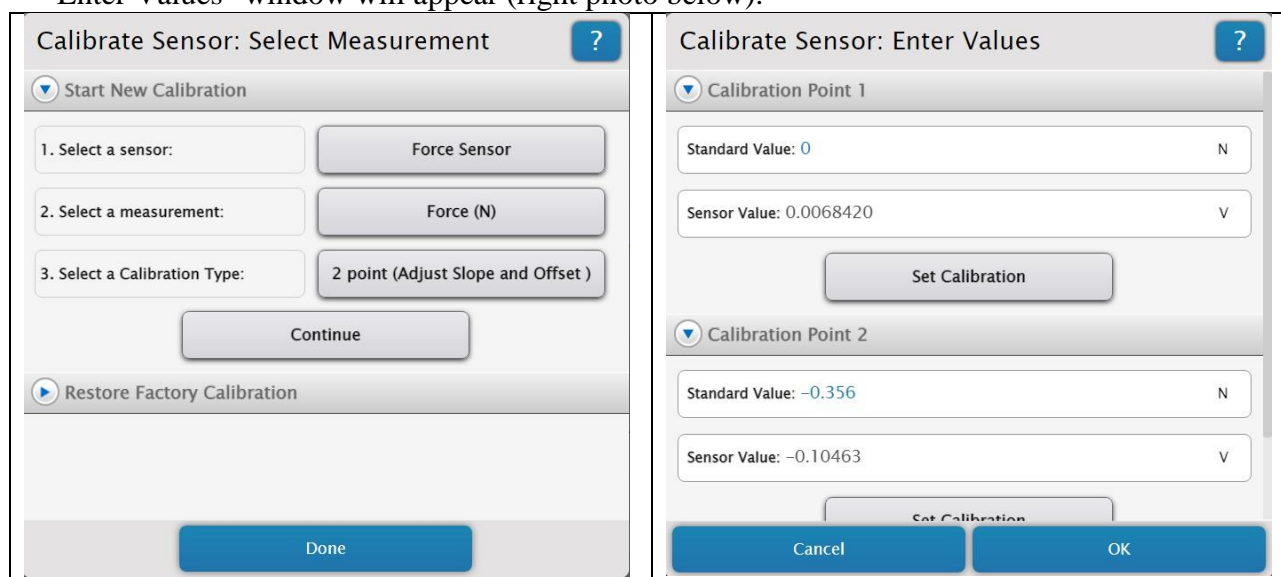 "Enter Values" window will appear (right photo below).
Calibrate Sensor: Select Measurement ?
Start New Calibration
1. Select a sensor: Force Sensor
2. Select a measurement: Force (N)
3. Select a Calibration Type: 2 point (Adjust Slope and Offset )
Continue
Restore Factory Calibration
Done
Calibrate Sensor: Enter Values ?
Calibration Point 1
Standard Value: 0 N
Sensor Value: 0.0068420 V
Set Calibration
Calibration Point 2
Standard Value: -0.356 N
Sensor Value: -0.10463 V
Set Calibration
Cancel OK